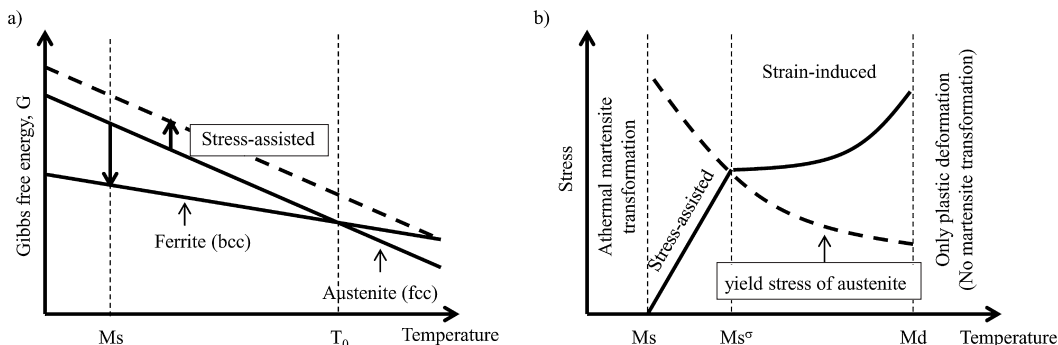 a)
Gibbs free energy, G
Stress-assisted
Ferrite (bcc)
Austenite (fcc)
Ms
T₀
Temperature
b)
Stress
Athermal martensite
transformation
Stress-assisted
Strain-induced
yield stress of austenite
Only plastic deformation
(No martensite transformation)
Ms
Msσ
Md
Temperature